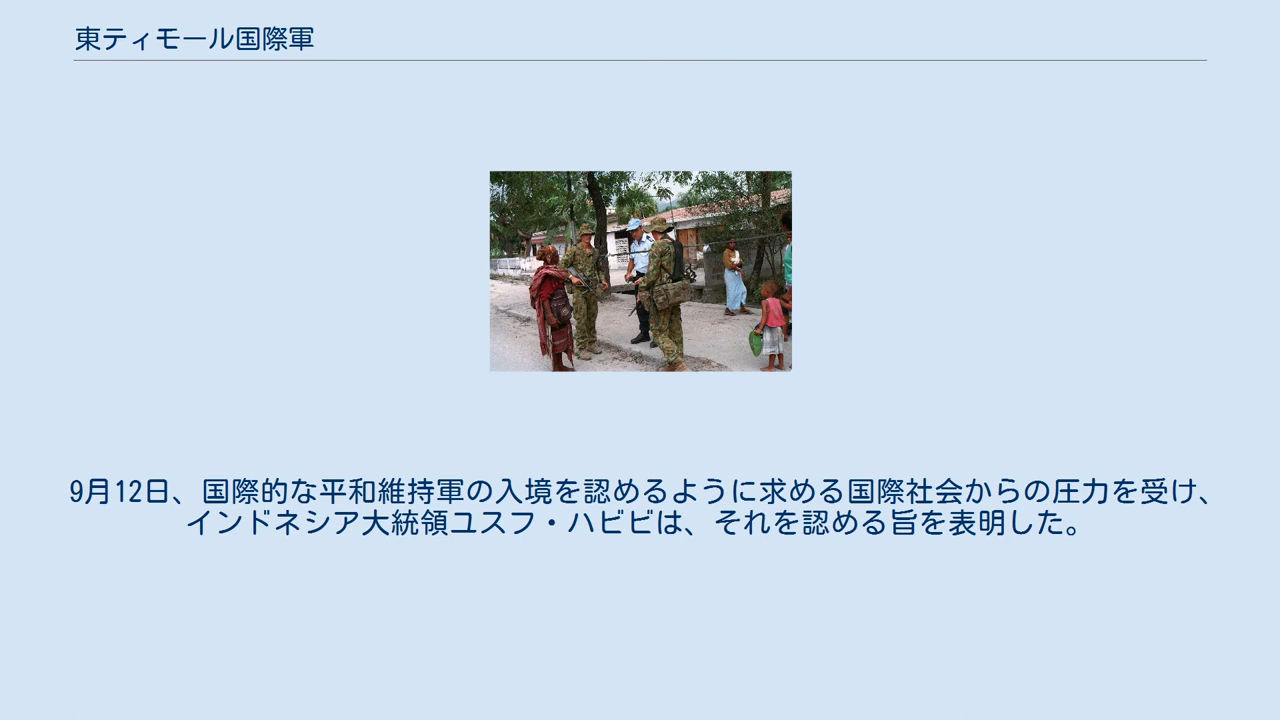 東ティモール国際軍
9月12日、国際的な平和維持軍の入境を認めるように求める国際社会からの圧力を受け、
インドネシア大統領ユスフ・ハビビは、それを認める旨を表明した。